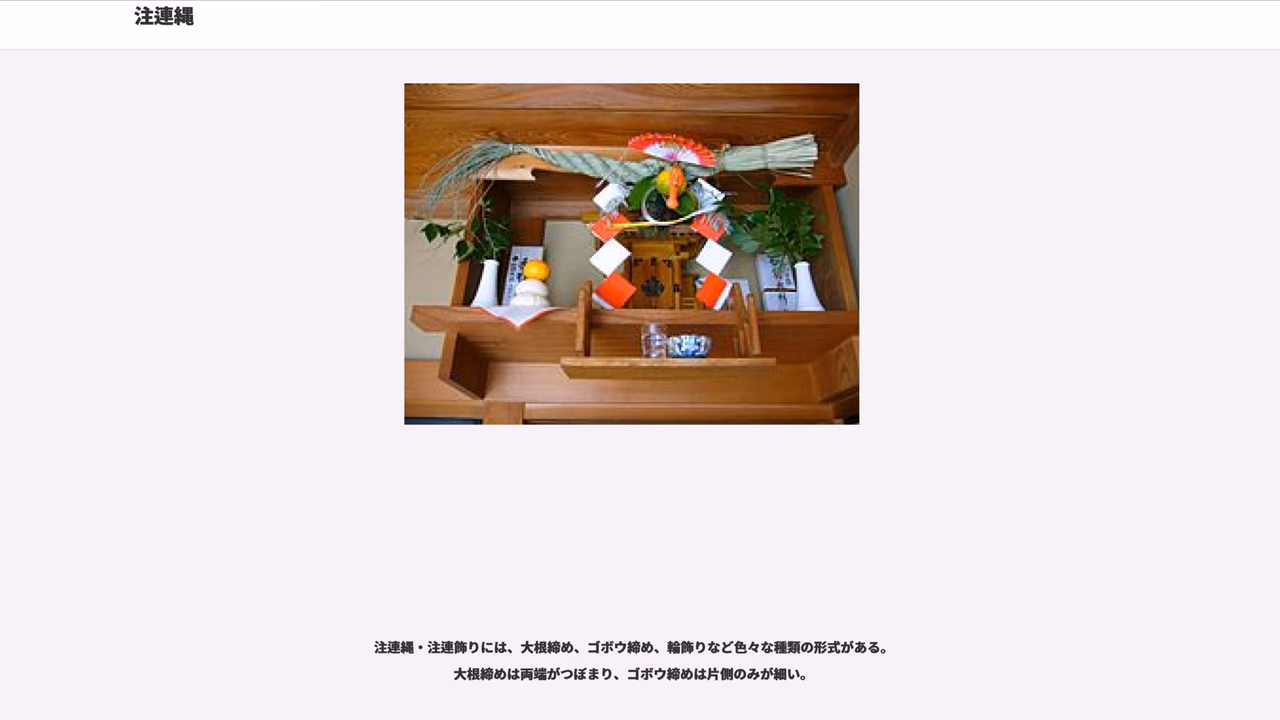 注連縄
注連縄・注連飾りには、大根締め、ゴボウ締め、輪飾りなど色々な種類の形式がある。
大根締めは両端がつぼまり、ゴボウ締めは片側のみが細い。